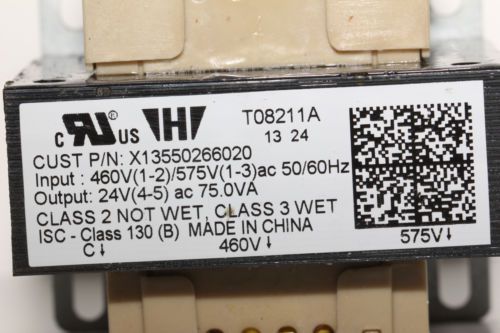 c RU US H T08211A
13 24
CUST P/N: X13550266020
Input : 460V(1-2)/575V(1-3)ac 50/60Hz
Output: 24V(4-5) ac 75.0VA
CLASS 2 NOT WET, CLASS 3 WET
ISC - Class 130 (B) MADE IN CHINA
C↓ 460V↓ 575V↓